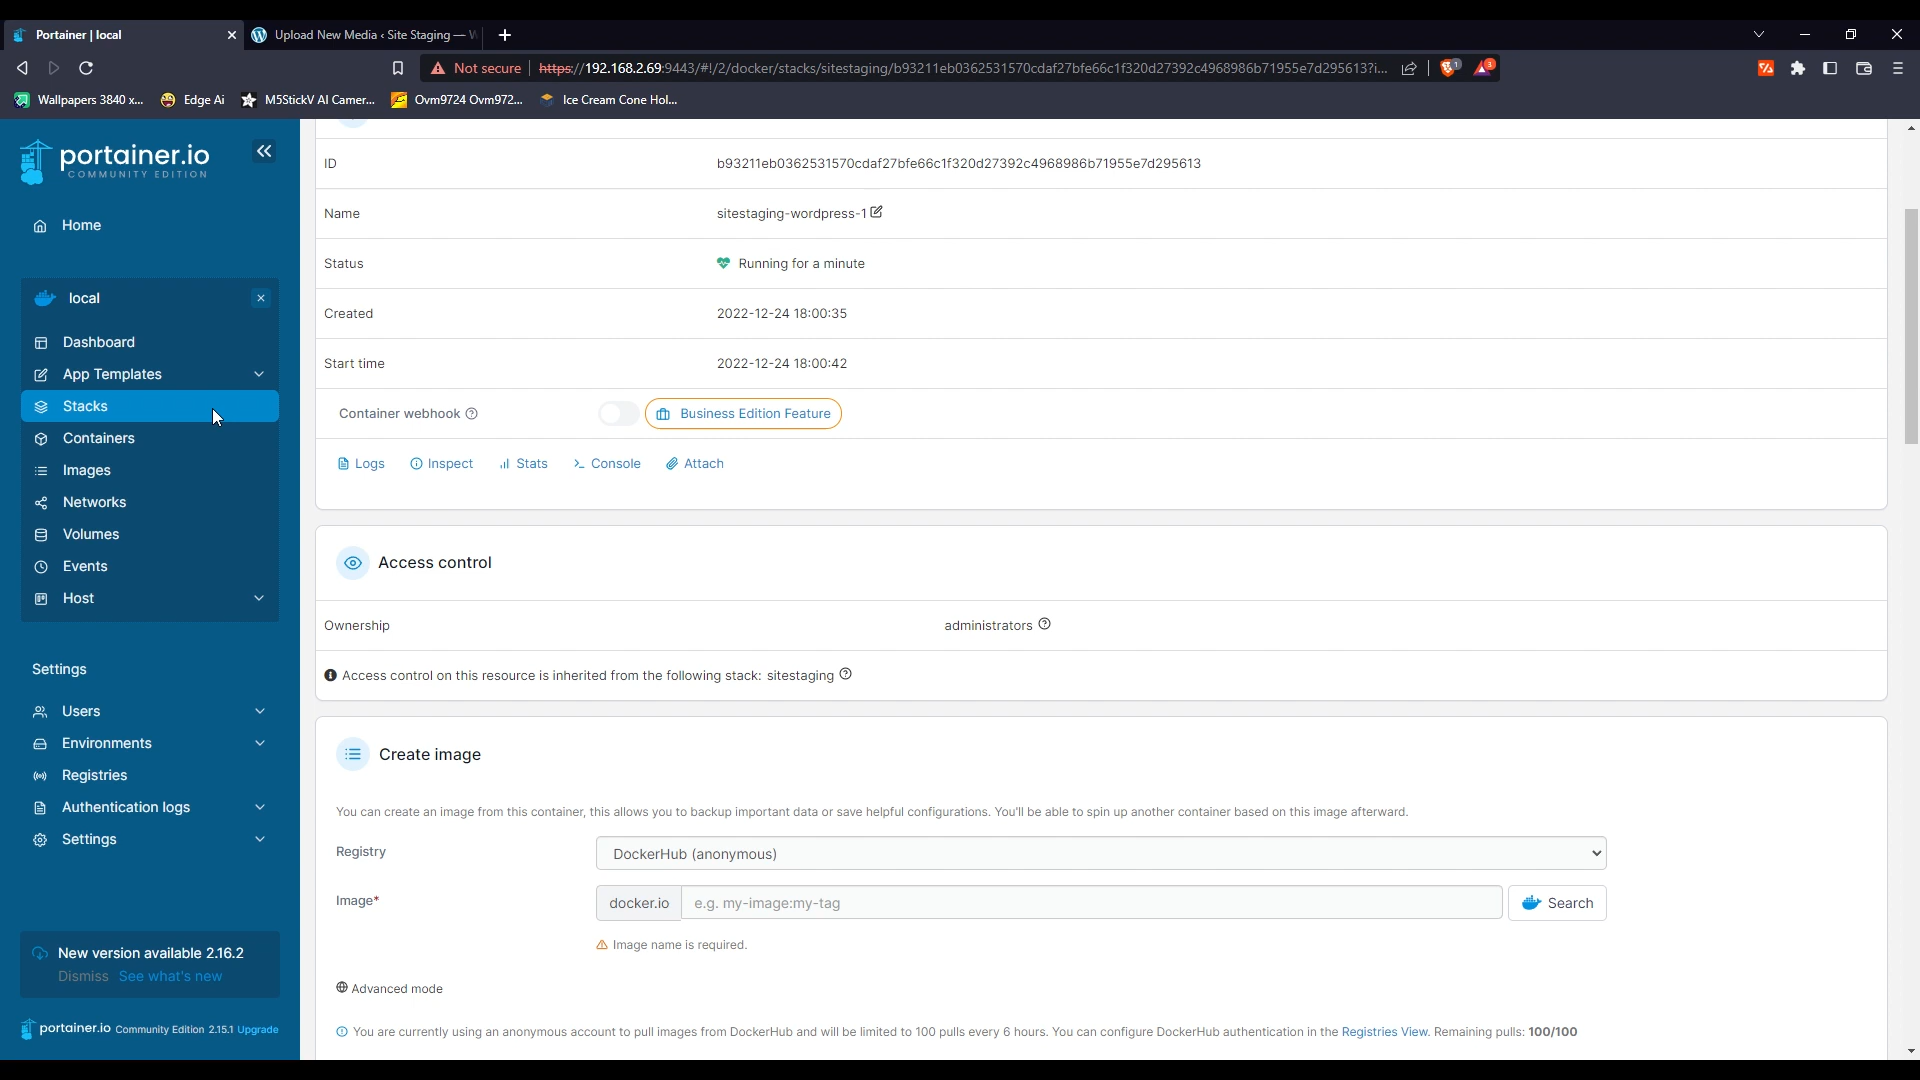 Portainer | local
Upload New Media ‹ Site Staging —
Not secure https://192.168.2.69:9443/#!/2/docker/stacks/sitestaging/b93211eb0362531570cdaf27bfe66c1f320d27392c4968986b71955e7d295613?i...
1
3
Wallpapers 3840 x...
Edge Ai
M5StickV AI Camer...
Ovm9724 Ovm972...
Ice Cream Cone Hol...
portainer.io
COMMUNITY EDITION
Home
local
Dashboard
App Templates
Stacks
Containers
Images
Networks
Volumes
Events
Host
Settings
Users
Environments
Registries
Authentication logs
Settings
New version available 2.16.2
Dismiss See what's new
portainer.io Community Edition 2.15.1 Upgrade
ID b93211eb0362531570cdaf27bfe66c1f320d27392c4968986b71955e7d295613
Name sitestaging-wordpress-1
Status Running for a minute
Created 2022-12-24 18:00:35
Start time 2022-12-24 18:00:42
Container webhook Business Edition Feature
Logs Inspect Stats Console Attach
Access control
Ownership administrators
Access control on this resource is inherited from the following stack: sitestaging
Create image
You can create an image from this container, this allows you to backup important data or save helpful configurations. You'll be able to spin up another container based on this image afterward.
Registry DockerHub (anonymous)
Image* docker.io e.g. my-image:my-tag Search
Image name is required.
Advanced mode
You are currently using an anonymous account to pull images from DockerHub and will be limited to 100 pulls every 6 hours. You can configure DockerHub authentication in the Registries View. Remaining pulls: 100/100